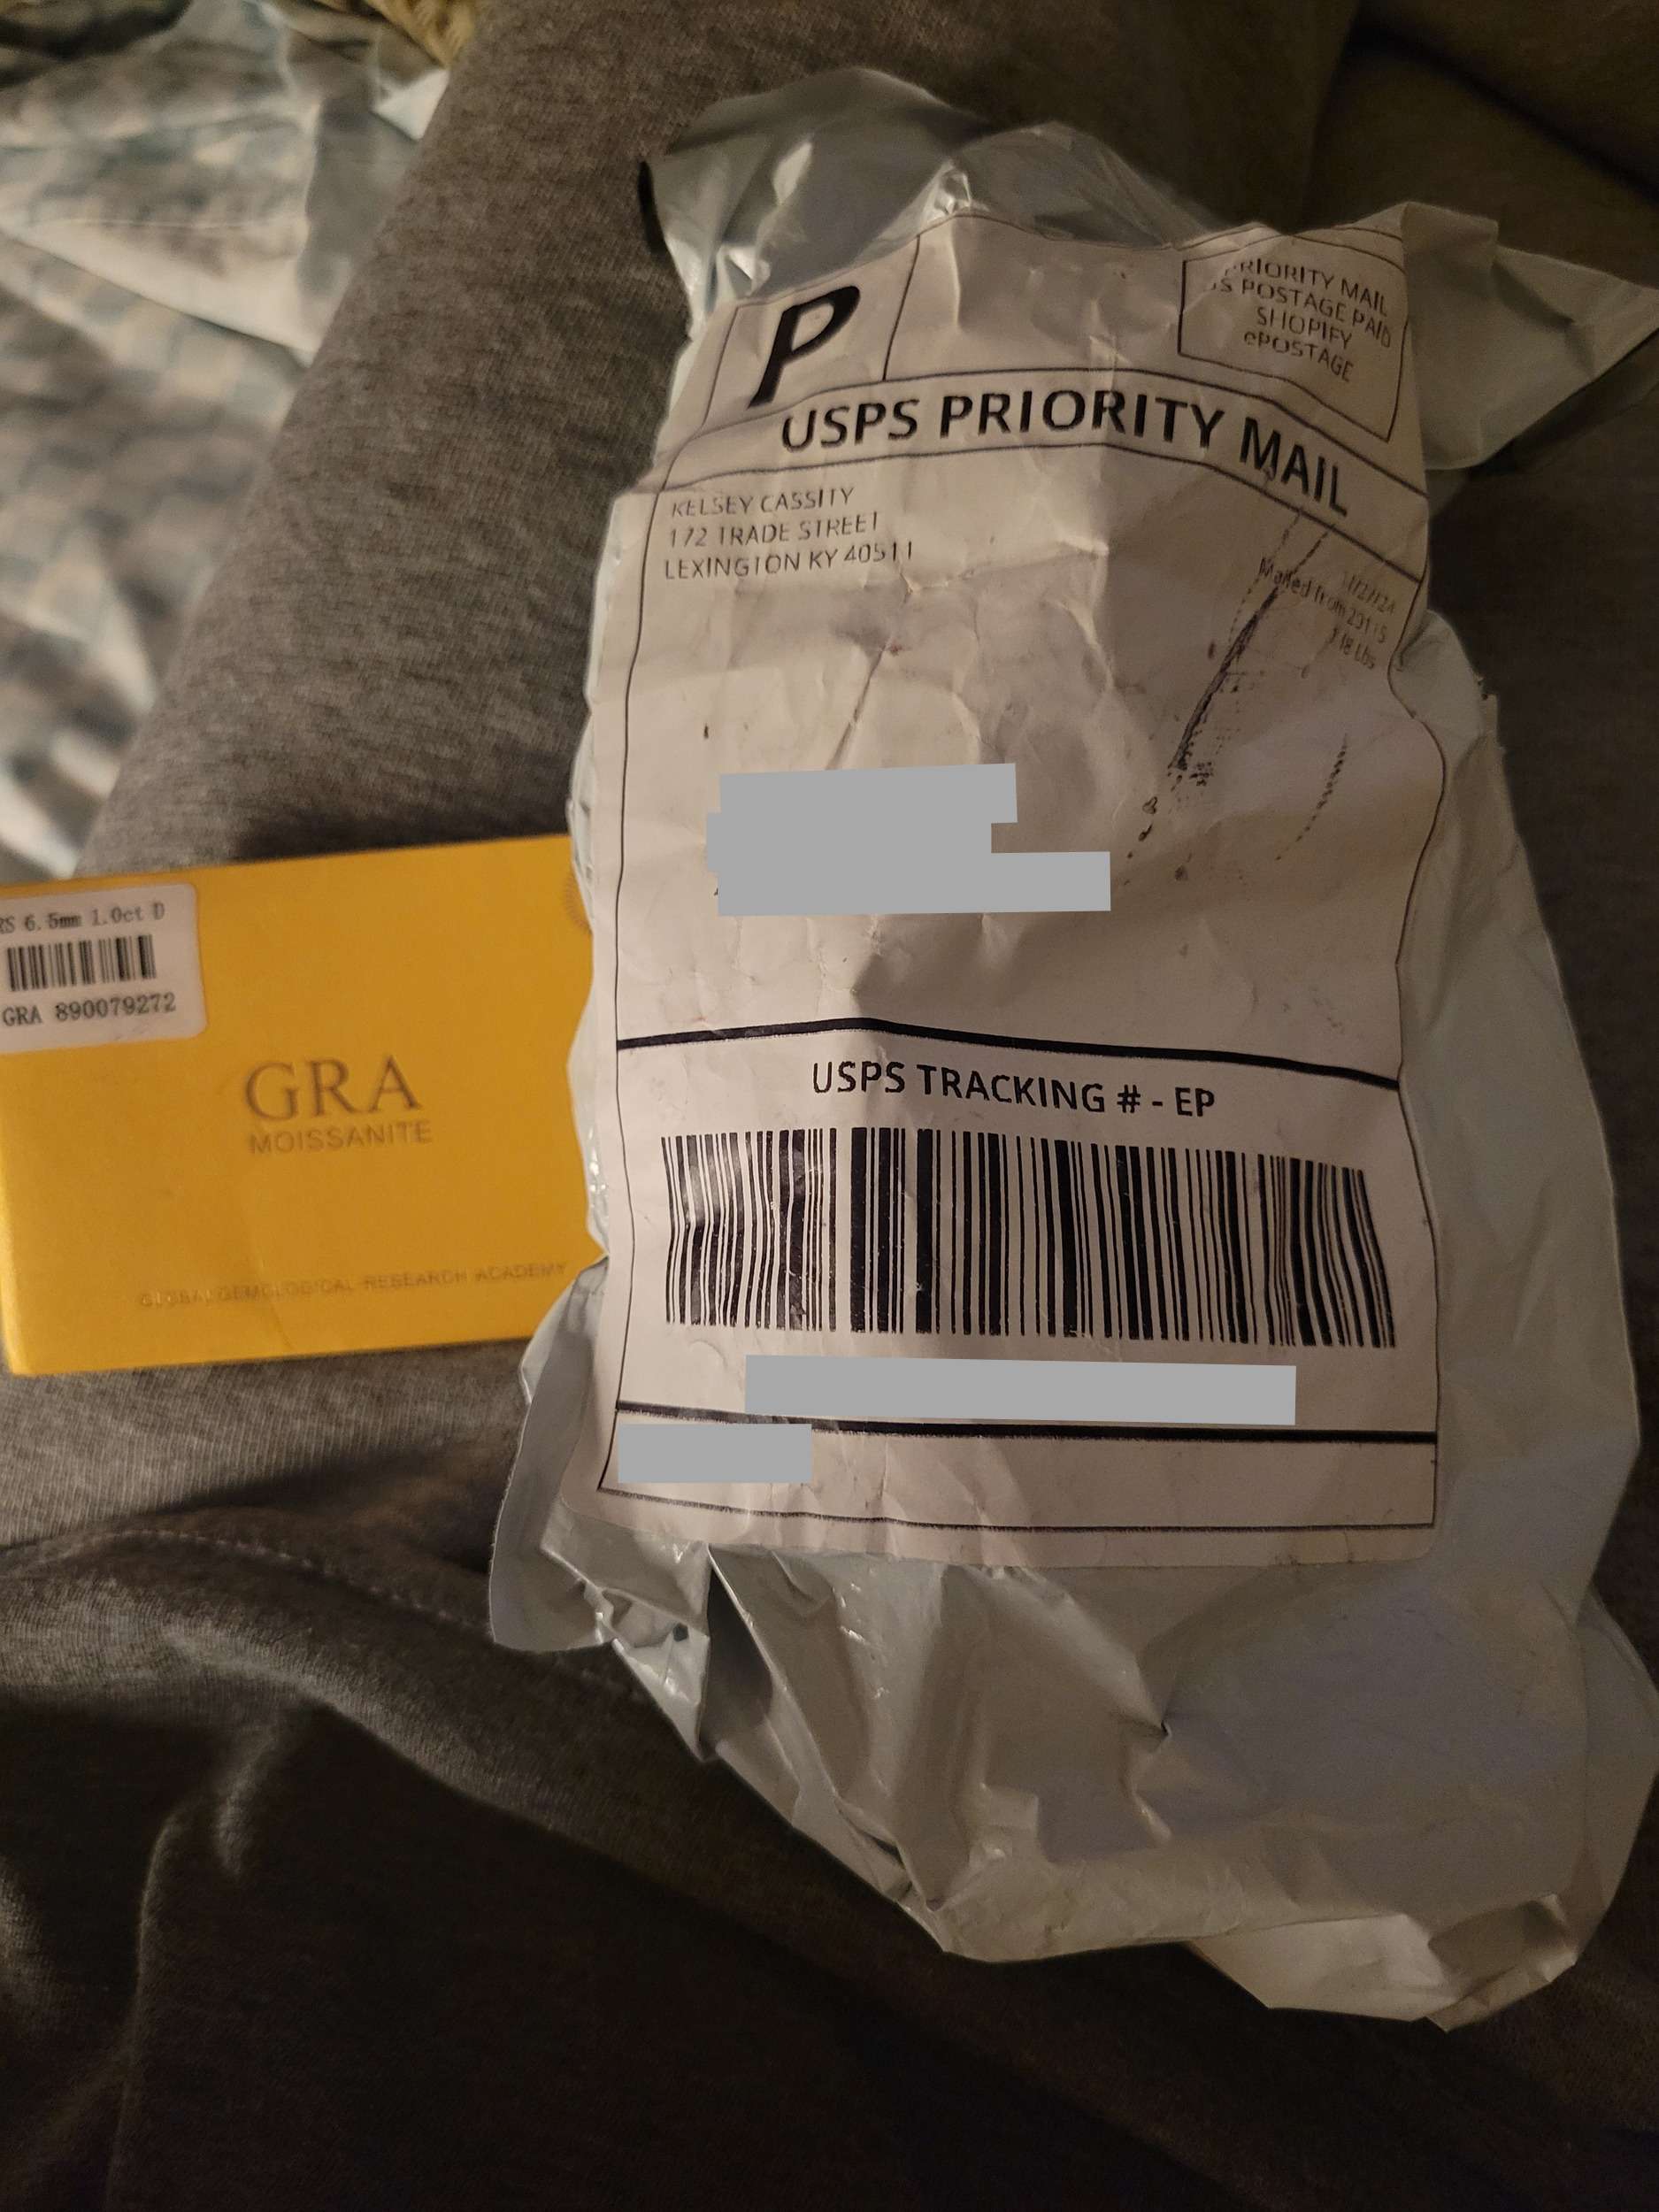 P
PRIORITY MAIL
US POSTAGE PAID
SHOPIFY
ePOSTAGE
USPS PRIORITY MAIL
KELSEY CASSITY
172 TRADE STREET
LEXINGTON KY 40511
Mailed from
Lbs
RS 6.5mm 1.0ct D
GRA 890079272
GRA
MOISSANITE
GLOBAL GEMOLOGICAL RESEARCH ACADEMY
USPS TRACKING # - EP